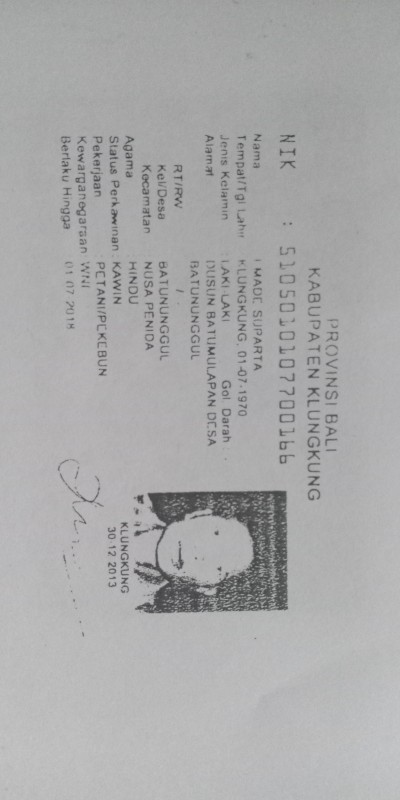 PROVINSI BALI
KABUPATEN KLUNGKUNG
NIK : 5105010107700166
Nama : I MADE SUPARTA
Tempat/Tgl Lahir : KLUNGKUNG, 01-07-1970
Jenis Kelamin : LAKI-LAKI Gol Darah : -
Alamat : DUSUN BATUMULAPAN DESA
BATUNUNGGUL
RT/RW : /
Kel/Desa : BATUNUNGGUL
Kecamatan : NUSA PENIDA
Agama : HINDU
Status Perkawinan : KAWIN
Pekerjaan : PETANI/PEKEBUN
Kewarganegaraan : WNI
Berlaku Hingga : 01-07-2018
KLUNGKUNG
30-12-2013